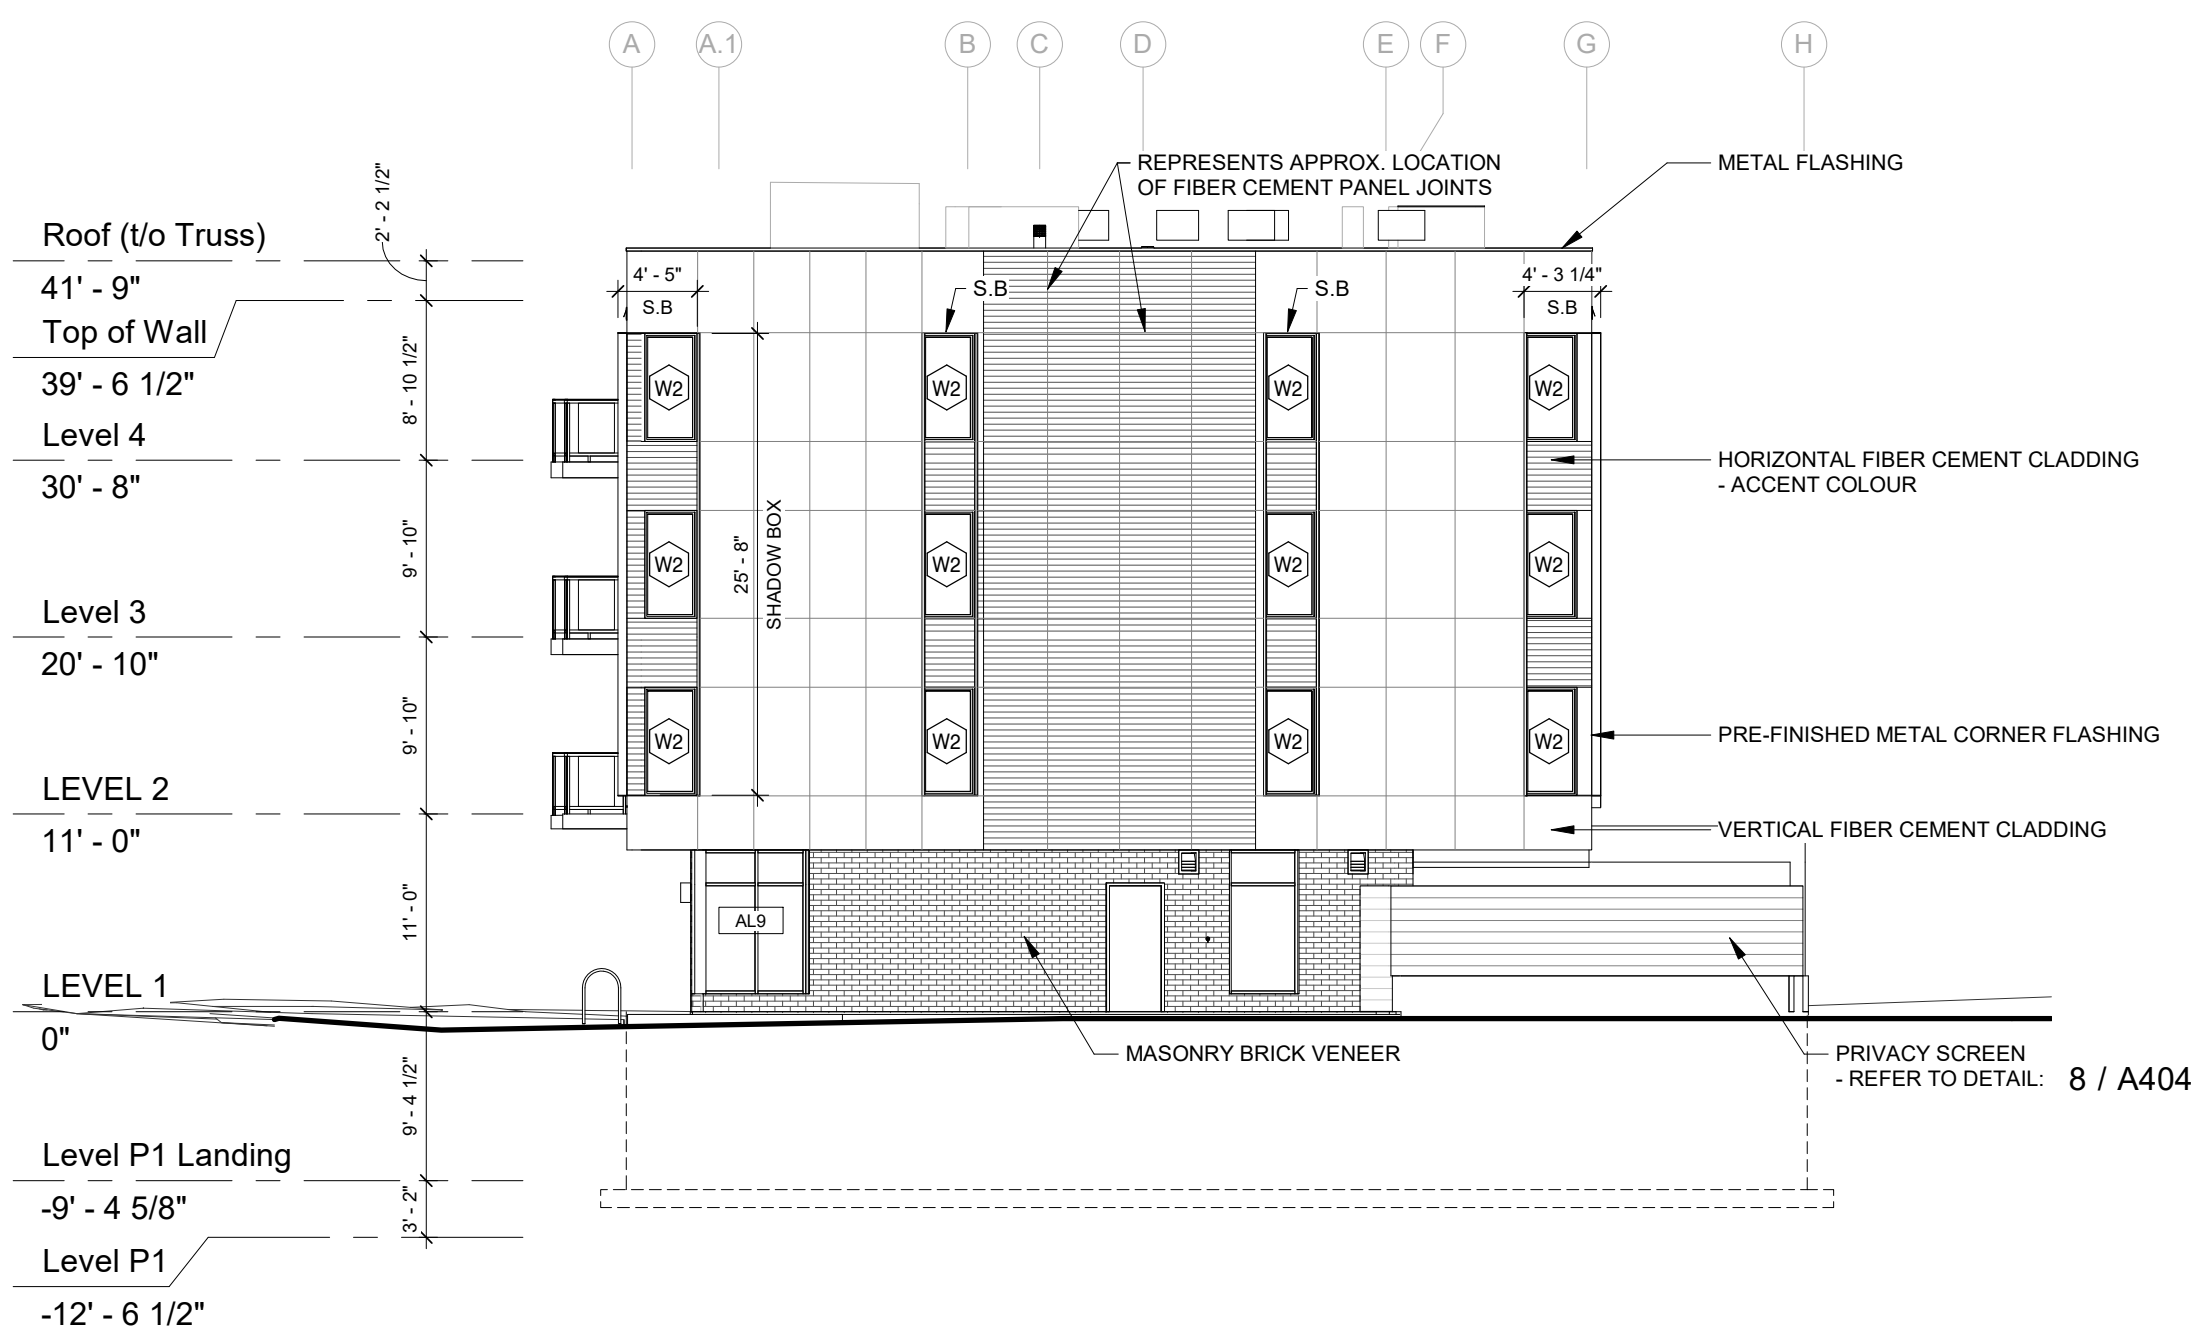 A
A.1
B
C
D
E
F
G
H
REPRESENTS APPROX. LOCATION
OF FIBER CEMENT PANEL JOINTS
METAL FLASHING
2' - 2 1/2"
Roof (t/o Truss)
41' - 9"
4' - 5"
S.B
S.B
S.B
4' - 3 1/4"
S.B
Top of Wall
39' - 6 1/2"
8' - 10 1/2"
W2
W2
W2
W2
Level 4
30' - 8"
HORIZONTAL FIBER CEMENT CLADDING
- ACCENT COLOUR
9' - 10"
25' - 8"
SHADOW BOX
W2
W2
W2
W2
Level 3
20' - 10"
9' - 10"
W2
W2
W2
W2
PRE-FINISHED METAL CORNER FLASHING
LEVEL 2
11' - 0"
VERTICAL FIBER CEMENT CLADDING
11' - 0"
AL9
LEVEL 1
0"
MASONRY BRICK VENEER
PRIVACY SCREEN
- REFER TO DETAIL: 8 / A404
9' - 4 1/2"
Level P1 Landing
-9' - 4 5/8"
3' - 2"
Level P1
-12' - 6 1/2"